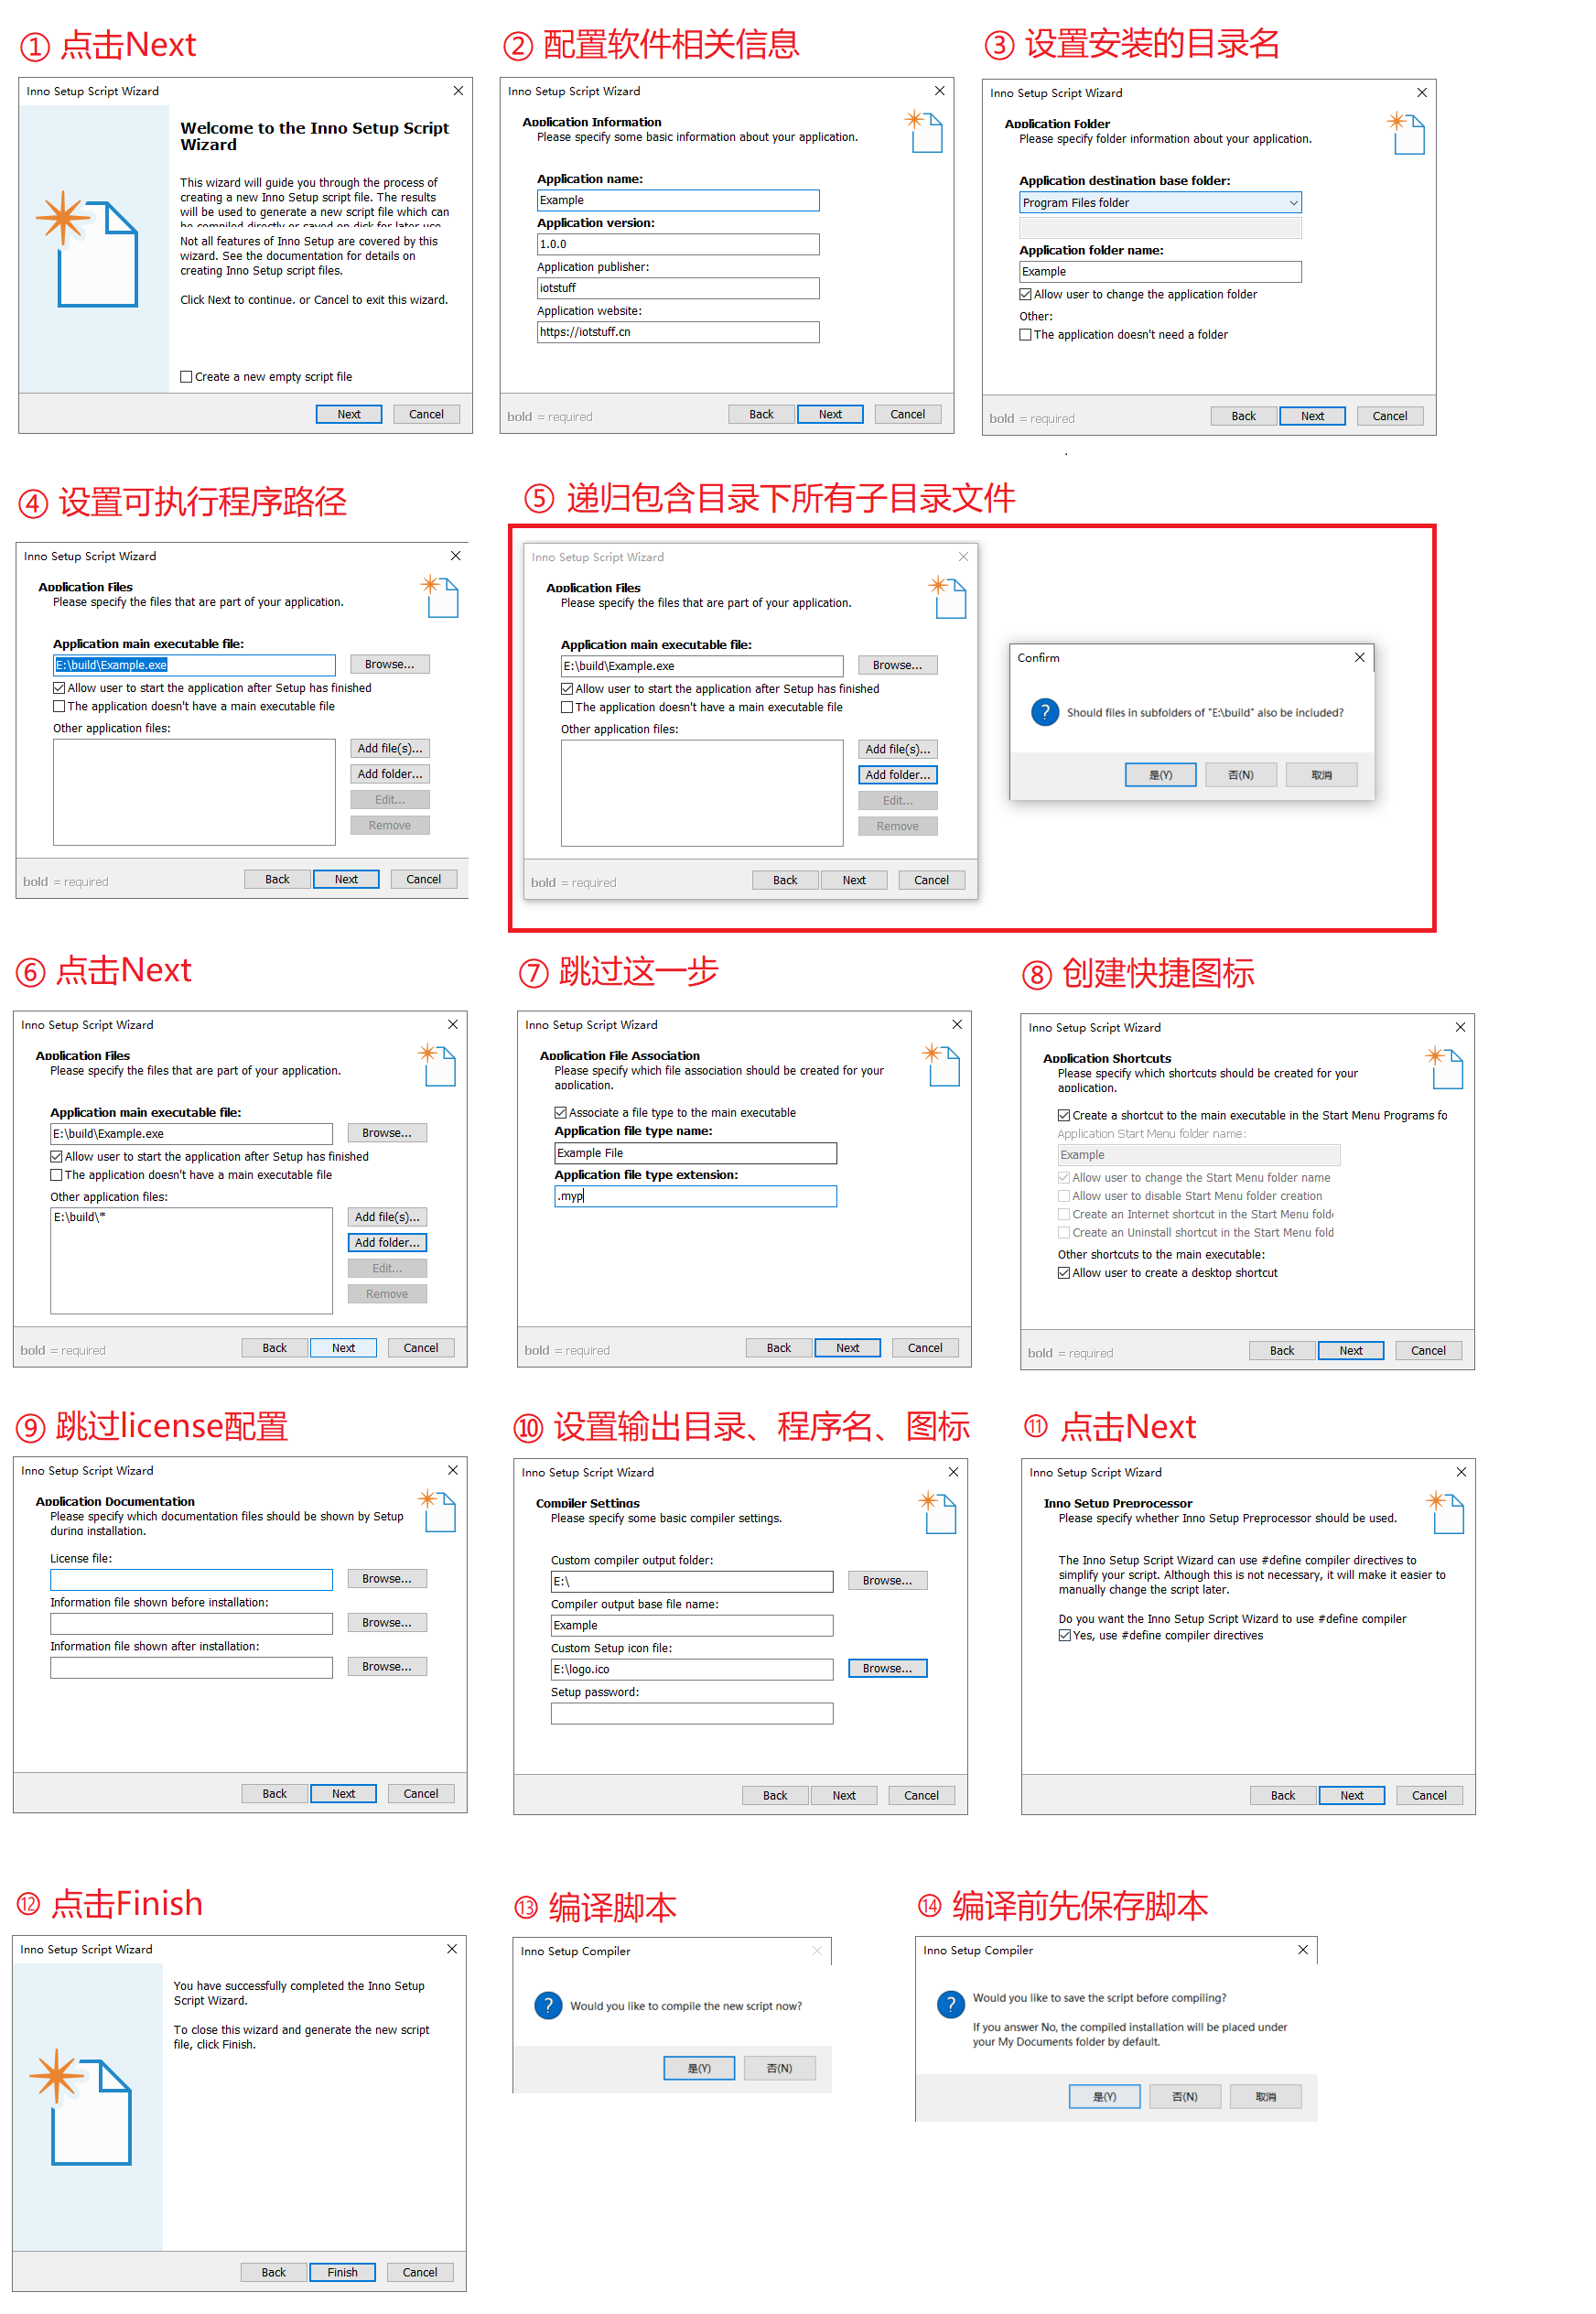 ① 点击Next
Inno Setup Script Wizard
Welcome to the Inno Setup Script
Wizard
This wizard will guide you through the process of
creating a new Inno Setup script file. The results
will be used to generate a new script file which can
be compiled directly or saved on disk for later use.
Not all features of Inno Setup are covered by this
wizard. See the documentation for details on
creating Inno Setup script files.
Click Next to continue, or Cancel to exit this wizard.
Create a new empty script file
Next Cancel
② 配置软件相关信息
Inno Setup Script Wizard
Application Information
Please specify some basic information about your application.
Application name:
Example
Application version:
1.0.0
Application publisher:
iotstuff
Application website:
https://iotstuff.cn
bold = required
Back Next Cancel
③ 设置安装的目录名
Inno Setup Script Wizard
Application Folder
Please specify folder information about your application.
Application destination base folder:
Program Files folder
Application folder name:
Example
Allow user to change the application folder
Other:
The application doesn't need a folder
bold = required
Back Next Cancel
④ 设置可执行程序路径
Inno Setup Script Wizard
Application Files
Please specify the files that are part of your application.
Application main executable file:
E:\build\Example.exe Browse...
Allow user to start the application after Setup has finished
The application doesn't have a main executable file
Other application files:
Add file(s)...
Add folder...
Edit...
Remove
bold = required
Back Next Cancel
⑤ 递归包含目录下所有子目录文件
Inno Setup Script Wizard
Application Files
Please specify the files that are part of your application.
Application main executable file:
E:\build\Example.exe Browse...
Allow user to start the application after Setup has finished
The application doesn't have a main executable file
Other application files:
Add file(s)...
Add folder...
Edit...
Remove
bold = required
Back Next Cancel
Confirm
Should files in subfolders of "E:\build" also be included?
是(Y) 否(N) 取消
⑥ 点击Next
Inno Setup Script Wizard
Application Files
Please specify the files that are part of your application.
Application main executable file:
E:\build\Example.exe Browse...
Allow user to start the application after Setup has finished
The application doesn't have a main executable file
Other application files:
E:\build\* Add file(s)...
Add folder...
Edit...
Remove
bold = required
Back Next Cancel
⑦ 跳过这一步
Inno Setup Script Wizard
Application File Association
Please specify which file association should be created for your
application.
Associate a file type to the main executable
Application file type name:
Example File
Application file type extension:
.myp
bold = required
Back Next Cancel
⑧ 创建快捷图标
Inno Setup Script Wizard
Application Shortcuts
Please specify which shortcuts should be created for your
application.
Create a shortcut to the main executable in the Start Menu Programs fo
Application Start Menu folder name:
Example
Allow user to change the Start Menu folder name
Allow user to disable Start Menu folder creation
Create an Internet shortcut in the Start Menu folde
Create an Uninstall shortcut in the Start Menu fold
Other shortcuts to the main executable:
Allow user to create a desktop shortcut
bold = required
Back Next Cancel
⑨ 跳过license配置
Inno Setup Script Wizard
Application Documentation
Please specify which documentation files should be shown by Setup
during installation.
License file:
Browse...
Information file shown before installation:
Browse...
Information file shown after installation:
Browse...
Back Next Cancel
⑩ 设置输出目录、程序名、图标
Inno Setup Script Wizard
Compiler Settings
Please specify some basic compiler settings.
Custom compiler output folder:
E:\ Browse...
Compiler output base file name:
Example
Custom Setup icon file:
E:\logo.ico Browse...
Setup password:
Back Next Cancel
⑪ 点击Next
Inno Setup Script Wizard
Inno Setup Preprocessor
Please specify whether Inno Setup Preprocessor should be used.
The Inno Setup Script Wizard can use #define compiler directives to
simplify your script. Although this is not necessary, it will make it easier to
manually change the script later.
Do you want the Inno Setup Script Wizard to use #define compiler
Yes, use #define compiler directives
Back Next Cancel
⑫ 点击Finish
Inno Setup Script Wizard
You have successfully completed the Inno Setup
Script Wizard.
To close this wizard and generate the new script
file, click Finish.
Back Finish Cancel
⑬ 编译脚本
Inno Setup Compiler
Would you like to compile the new script now?
是(Y) 否(N)
⑭ 编译前先保存脚本
Inno Setup Compiler
Would you like to save the script before compiling?
If you answer No, the compiled installation will be placed under
your My Documents folder by default.
是(Y) 否(N) 取消